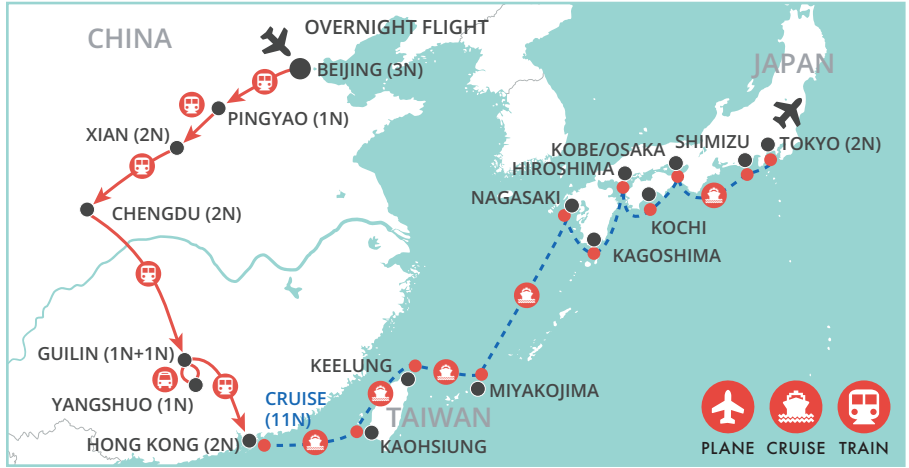 CHINA
OVERNIGHT FLIGHT
BEIJING (3N)
JAPAN
PINGYAO (1N)
XIAN (2N)
KOBE/OSAKA
SHIMIZU
TOKYO (2N)
HIROSHIMA
NAGASAKI
CHENGDU (2N)
KOCHI
KAGOSHIMA
GUILIN (1N+1N)
KEELUNG
MIYAKOJIMA
YANGSHUO (1N)
CRUISE
(11N)
TAIWAN
HONG KONG (2N)
KAOHSIUNG
PLANE
CRUISE
TRAIN